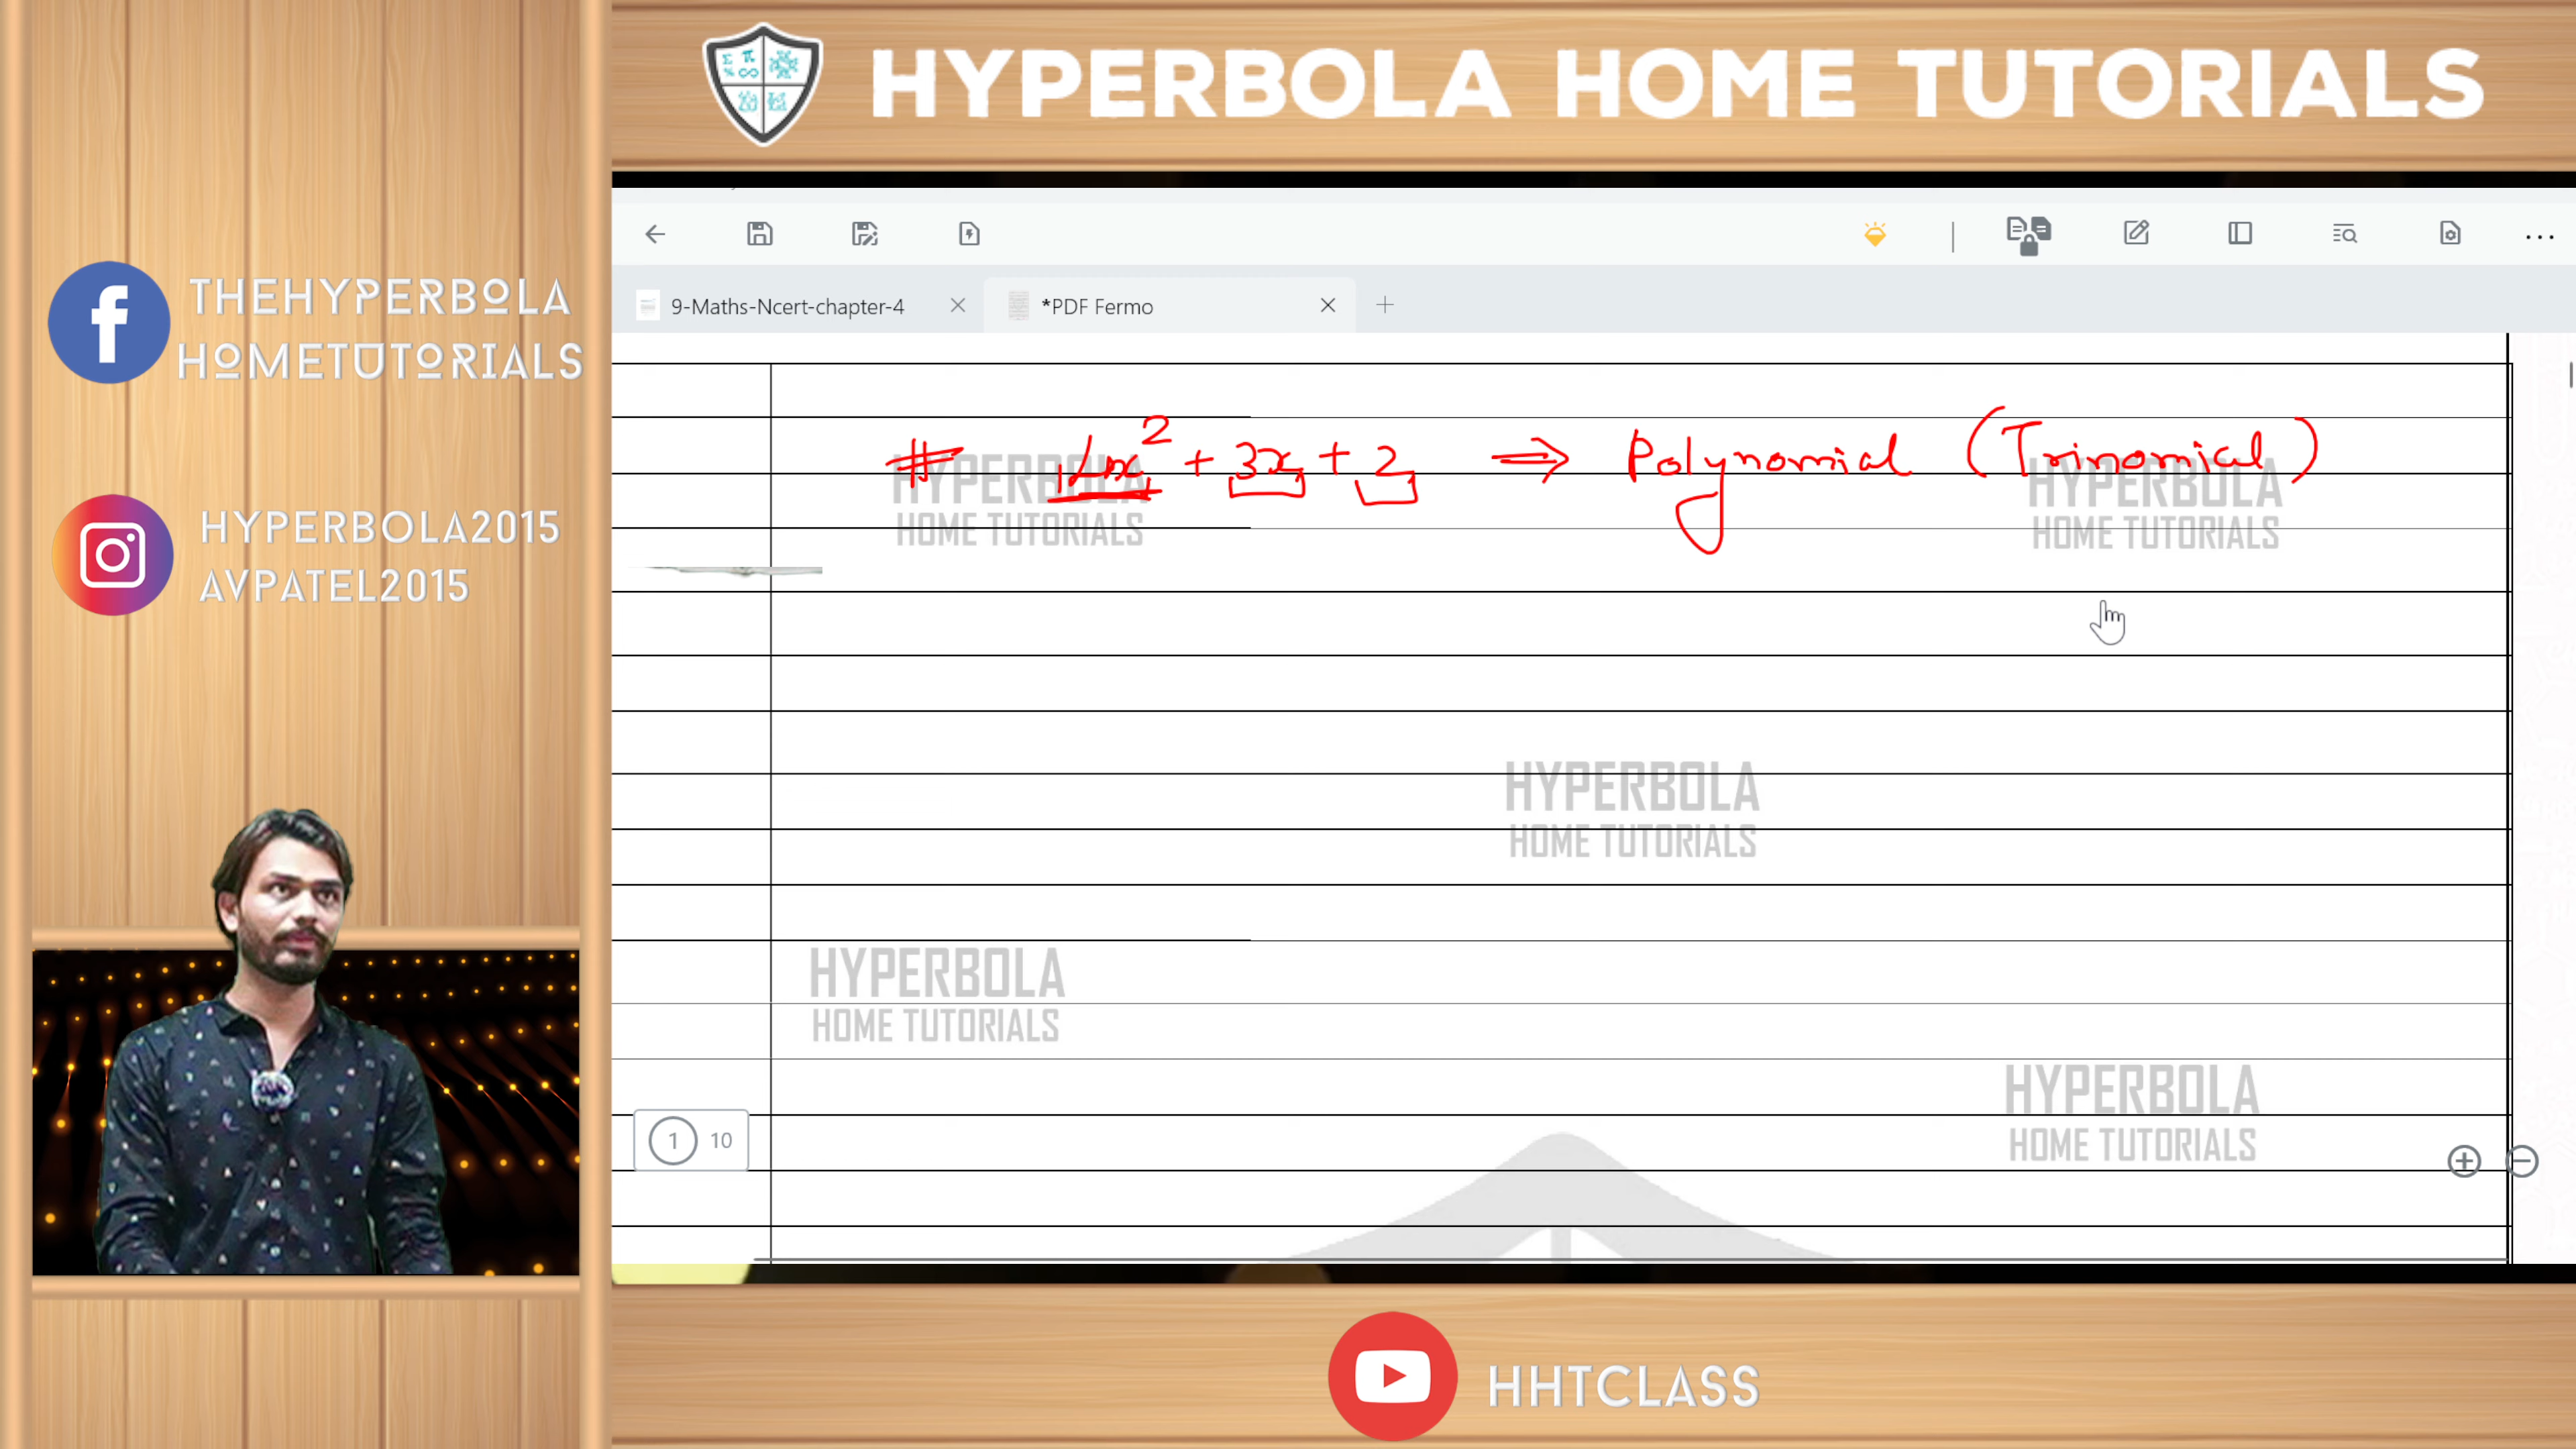 HYPERBOLA HOME TUTORIALS
THEHYPERBOLA
HOMETUTORIALS
HYPERBOLA2015
AVPATEL2015
9-Maths-Ncert-chapter-4
*PDF Fermo
# 4x² + 3x + 2 ⇒ Polynomial (Trinomial)
HYPERBOLA
HOME TUTORIALS
HYPERBOLA
HOME TUTORIALS
HYPERBOLA
HOME TUTORIALS
HYPERBOLA
HOME TUTORIALS
HYPERBOLA
HOME TUTORIALS
1 10
HHTCLASS